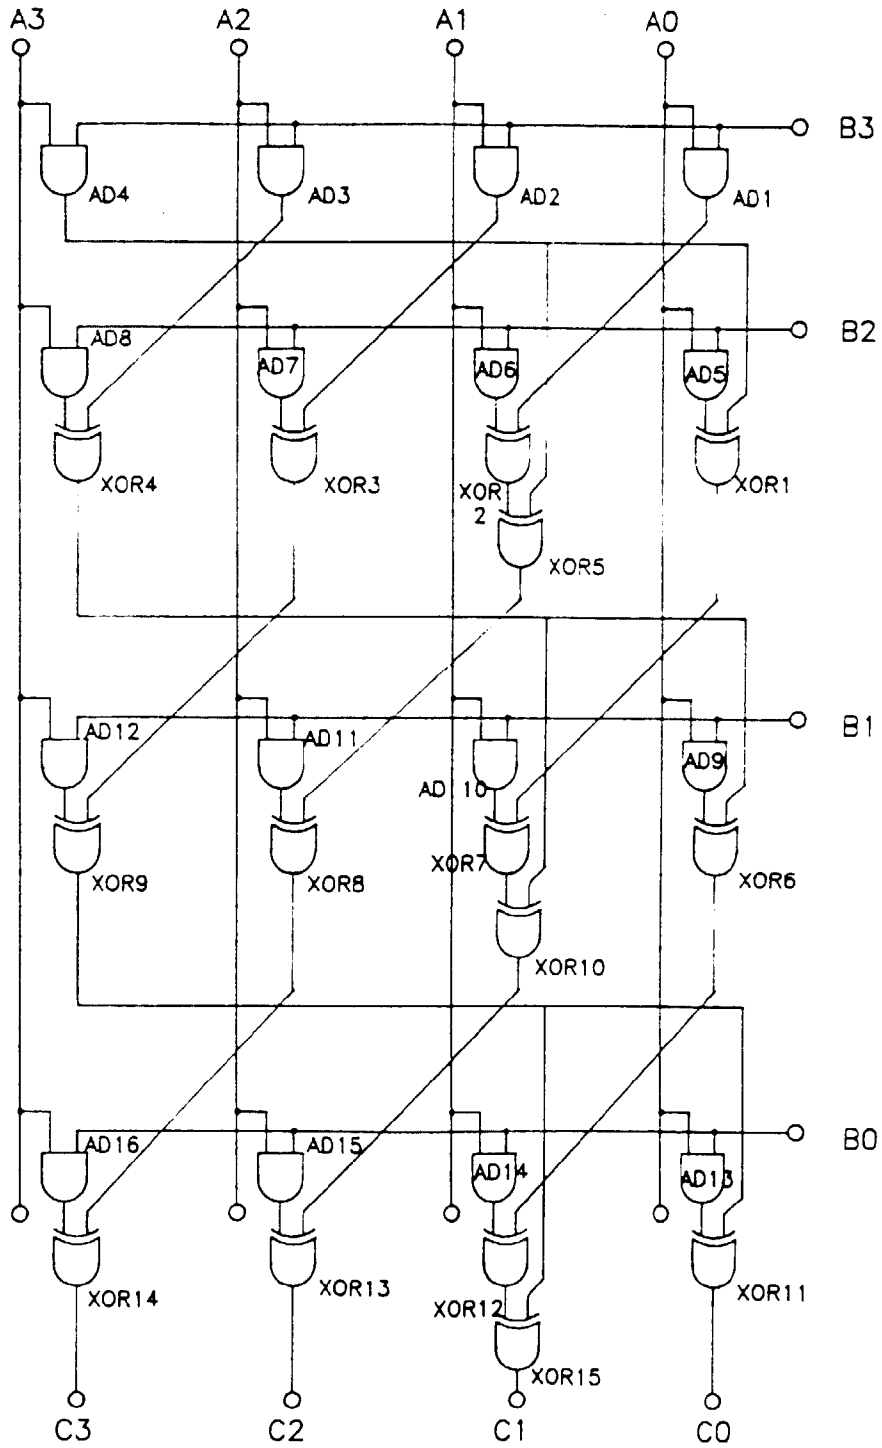 A3 A2 A1 A0
B3
AD4 AD3 AD2 AD1
B2
AD8 AD7 AD6 AD5
XOR4 XOR3 XOR 2 XOR1
XOR5
B1
AD12 AD11 AD 10 AD9
XOR9 XOR8 XOR7 XOR6
XOR10
B0
AD16 AD15 AD14 AD13
XOR14 XOR13 XOR12 XOR11
XOR15
C3 C2 C1 C0